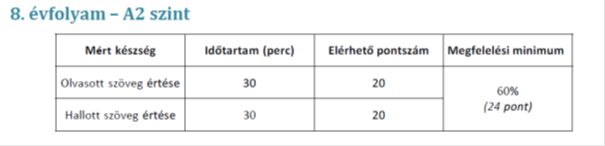 8. évfolyam – A2 szint
Mért készség Időtartam (perc) Elérhető pontszám Megfelelési minimum
Olvasott szöveg értése 30 20
60%
(24 pont)
Hallott szöveg értése 30 20